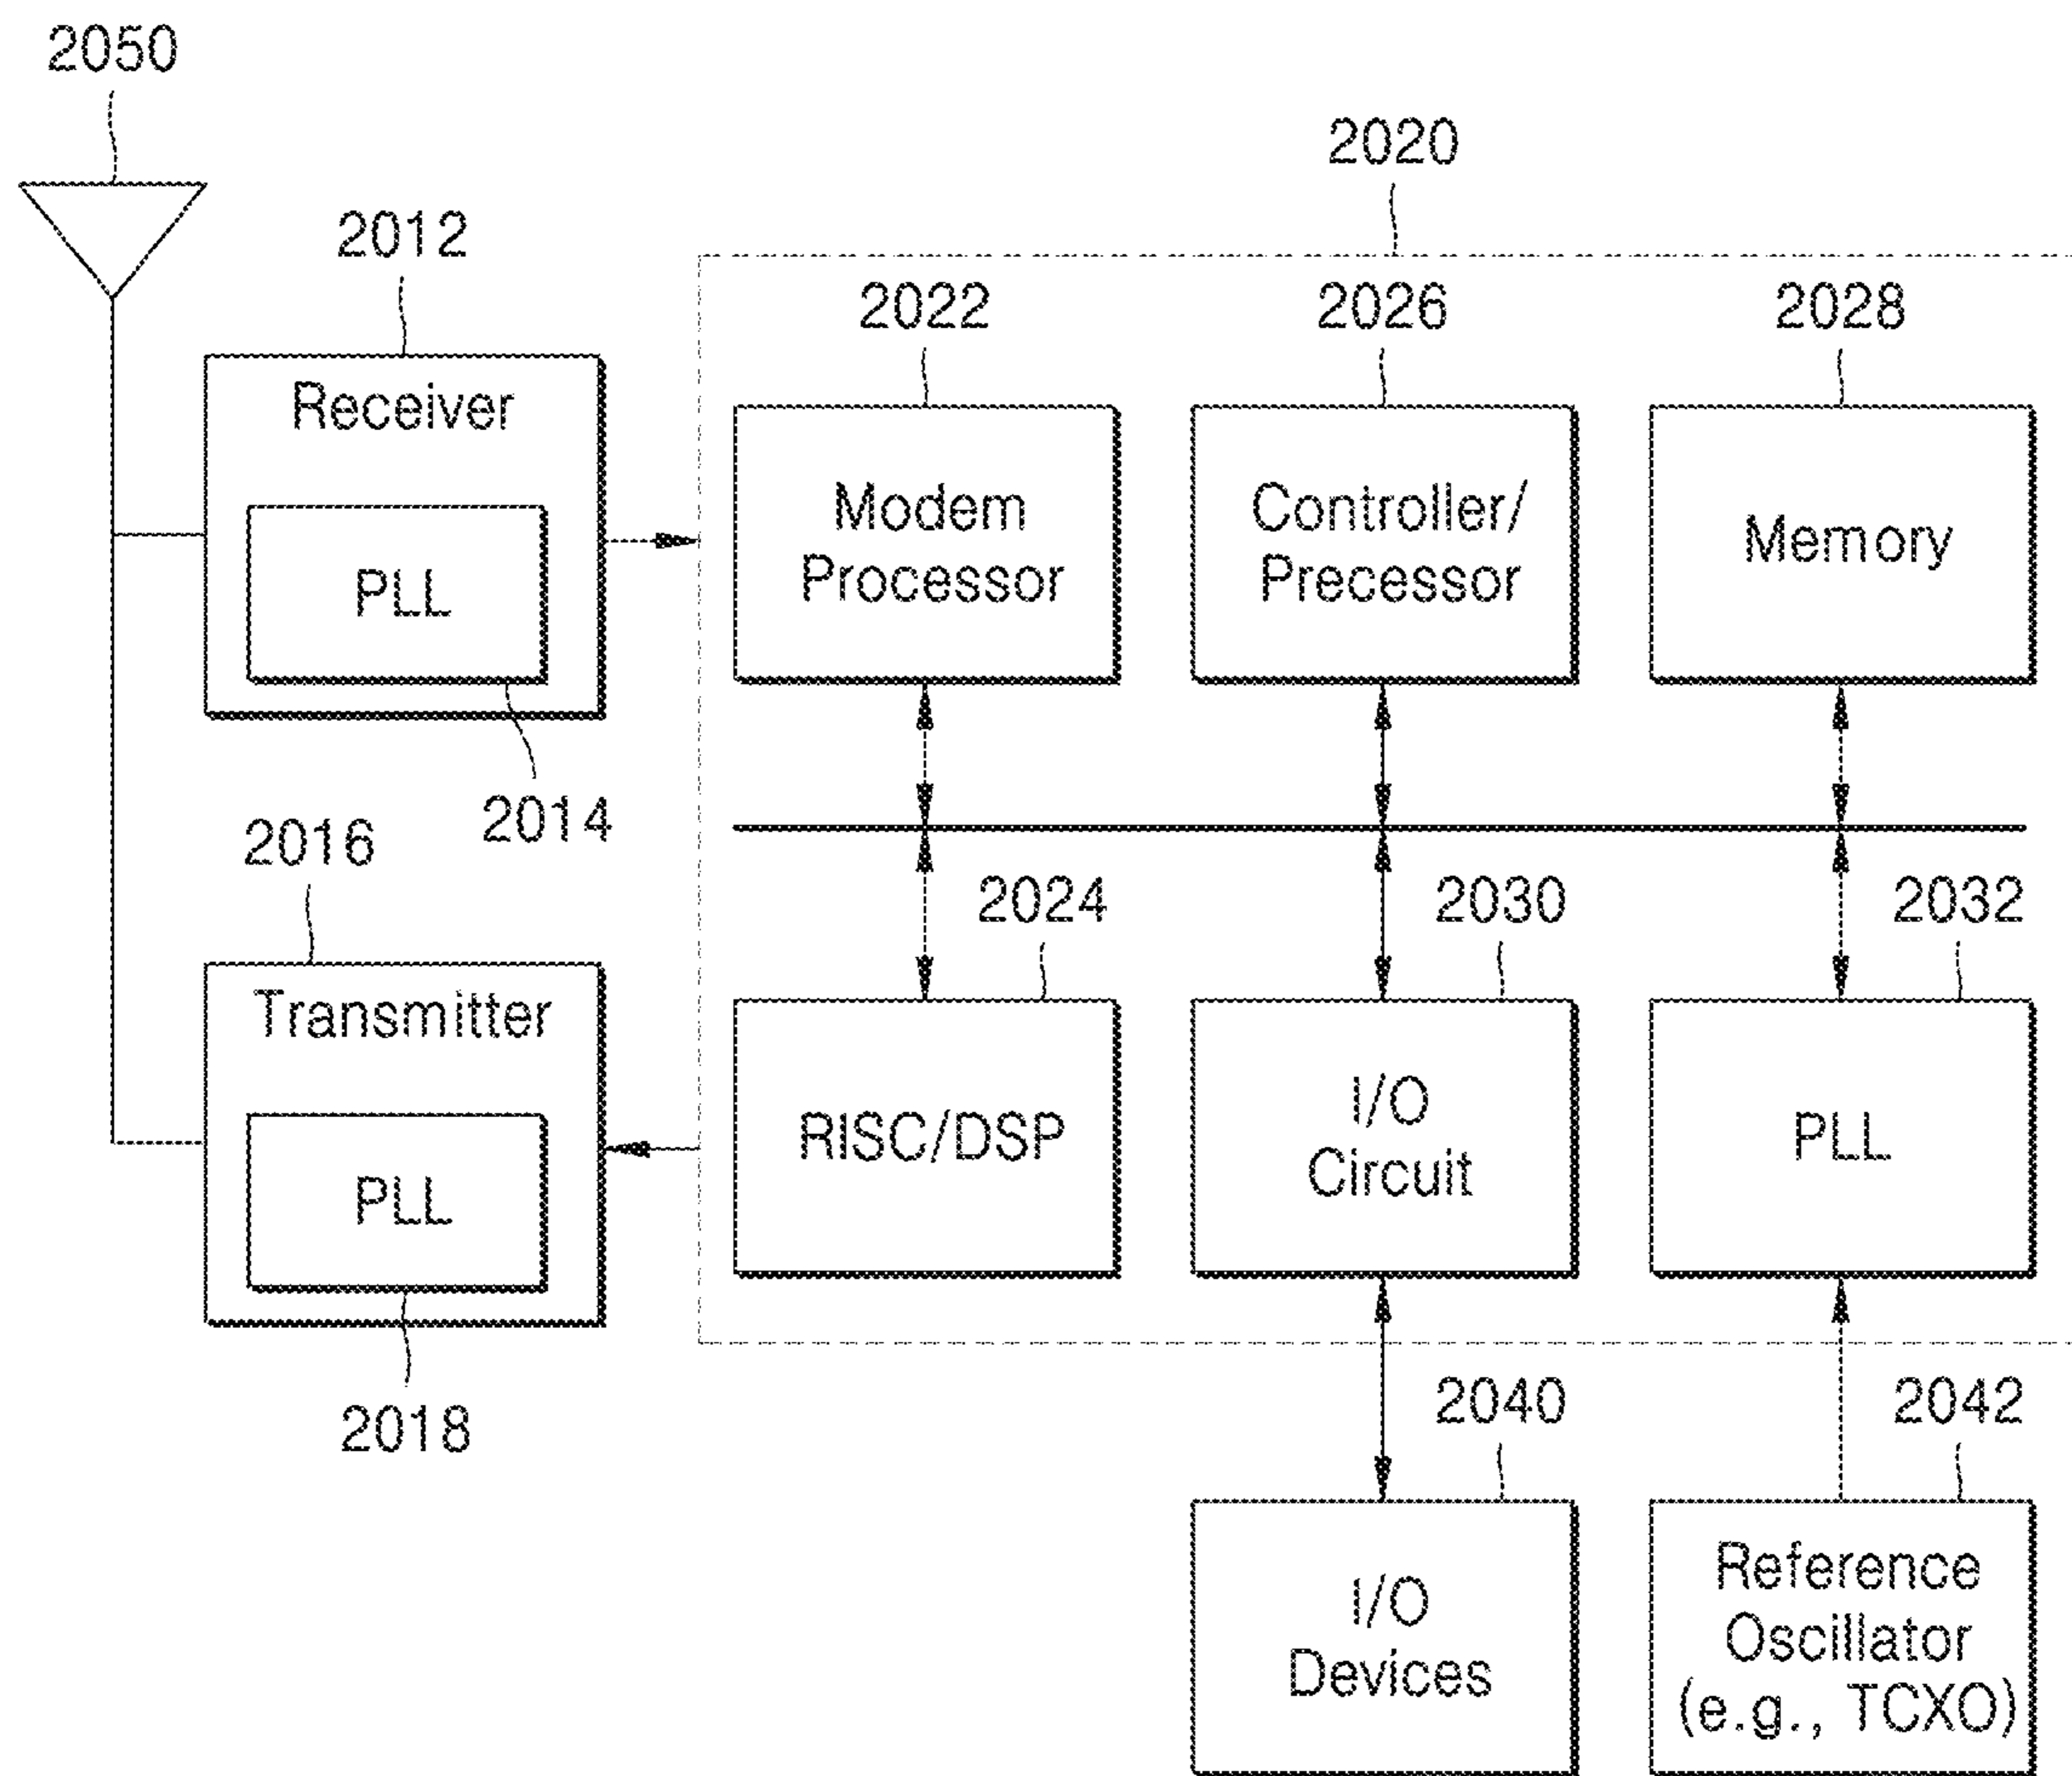 2050
2020
2012
2022
2026
2028
Receiver
PLL
2014
Modem
Processor
Controller/
Precessor
Memory
2016
2024
2030
2032
Transmitter
PLL
2018
RISC/DSP
I/O
Circuit
PLL
2040
2042
I/O
Devices
Reference
Oscillator
(e.g., TCXO)